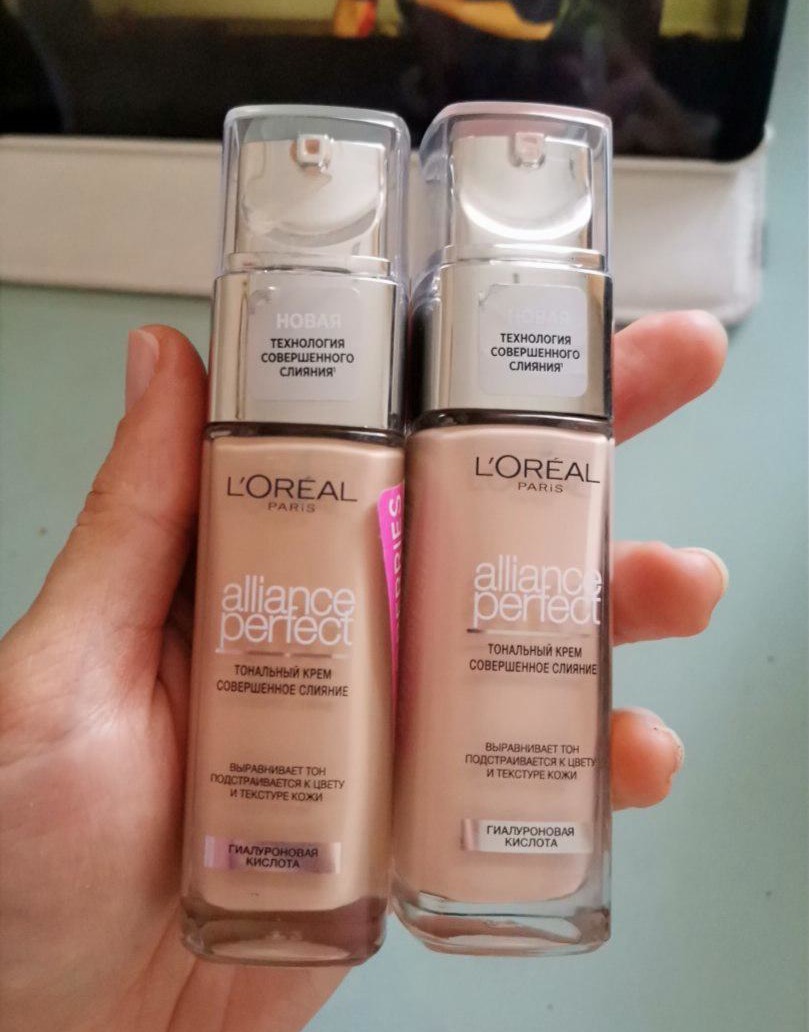 НОВАЯ
ТЕХНОЛОГИЯ
СОВЕРШЕННОГО
СЛИЯНИЯ¹
L'ORÉAL
PARIS
alliance
perfect
ТОНАЛЬНЫЙ КРЕМ
СОВЕРШЕННОЕ СЛИЯНИЕ
ВЫРАВНИВАЕТ ТОН
ПОДСТРАИВАЕТСЯ К ЦВЕТУ
И ТЕКСТУРЕ КОЖИ
ГИАЛУРОНОВАЯ
КИСЛОТА
НОВАЯ
ТЕХНОЛОГИЯ
СОВЕРШЕННОГО
СЛИЯНИЯ¹
L'ORÉAL
PARIS
alliance
perfect
ТОНАЛЬНЫЙ КРЕМ
СОВЕРШЕННОЕ СЛИЯНИЕ
ВЫРАВНИВАЕТ ТОН
ПОДСТРАИВАЕТСЯ К ЦВЕТУ
И ТЕКСТУРЕ КОЖИ
ГИАЛУРОНОВАЯ
КИСЛОТА